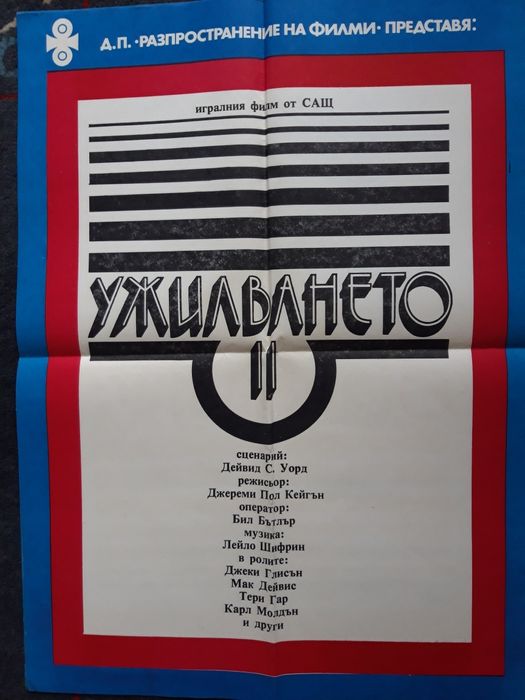 Д.П. •РАЗПРОСТРАНЕНИЕ НА ФИЛМИ• ПРЕДСТАВЯ:
игралния филм от САЩ
УЖИЛВАНЕТО
II
сценарий:
Дейвид С. Уорд
режисьор:
Джереми Пол Кейгън
оператор:
Бил Бътлър
музика:
Лейло Шифрин
в ролите:
Джеки Глисън
Мак Дейвис
Тери Гар
Карл Молдън
и други